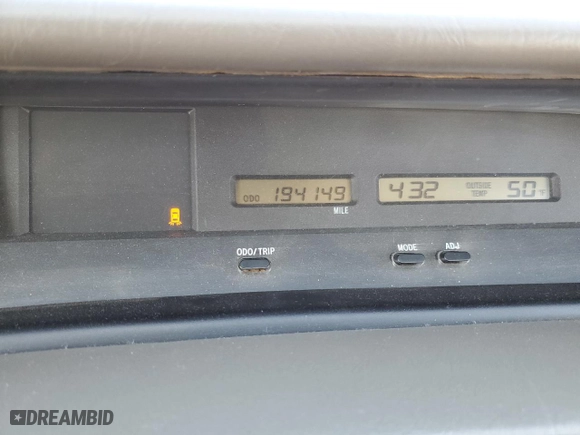 ODO 194149
MILE
432 OUTSIDE TEMP 50°F
ODO/TRIP
MODE ADJ
DREAMBID